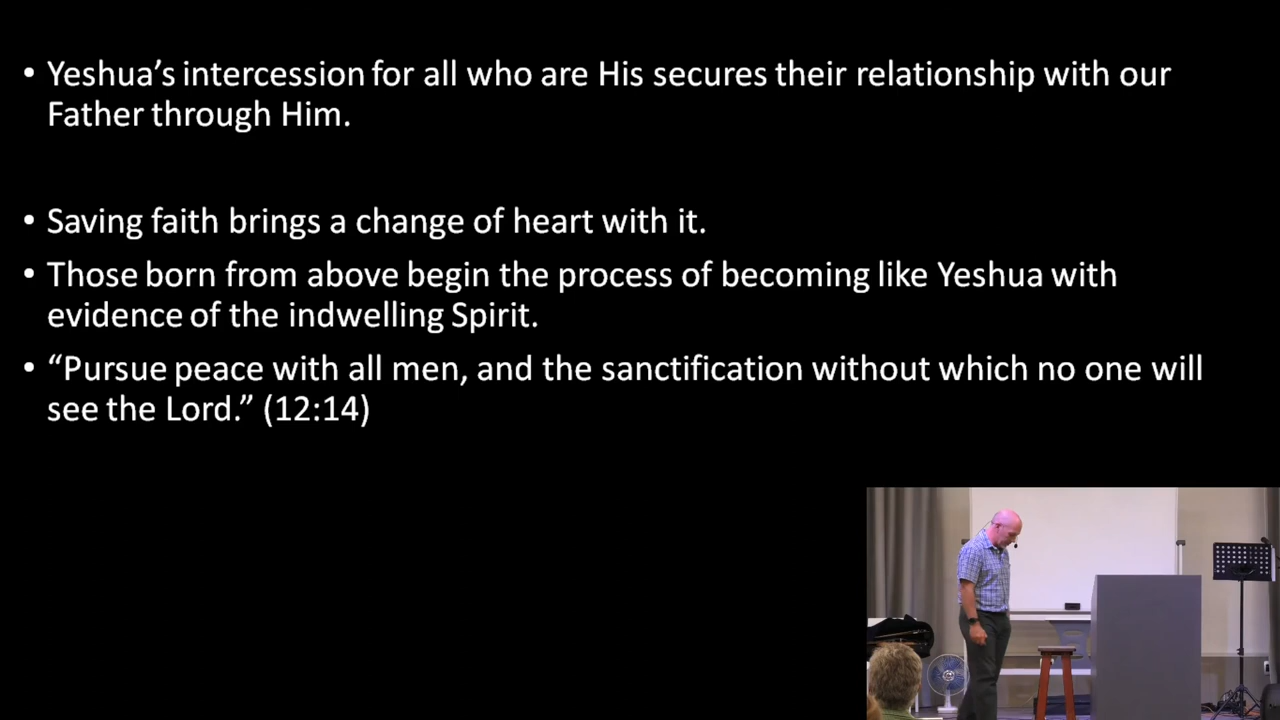 • Yeshua’s intercession for all who are His secures their relationship with our
Father through Him.
• Saving faith brings a change of heart with it.
• Those born from above begin the process of becoming like Yeshua with
evidence of the indwelling Spirit.
• “Pursue peace with all men, and the sanctification without which no one will
see the Lord.” (12:14)